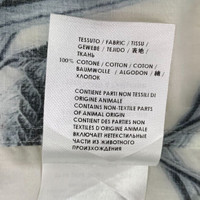 TESSUTO / FABRIC / TISSU /
GEWEBE / TEJIDO / 表地 /
ТКАНЬ
100% COTONE / COTTON / COTON /
BAUMWOLLE / ALGODON / 綿 /
ХЛОПОК
CONTIENE PARTI NON TESSILI DI
ORIGINE ANIMALE
CONTAINS NON-TEXTILE PARTS
OF ANIMAL ORIGIN
CONTIENT DES PARTIES NON
TEXTILES D'ORIGINE ANIMALE
ВКЛЮЧАЕТ НЕТЕКСТИЛЬНЫЕ
ЧАСТИ ИЗ ЖИВОТНОГО
ПРОИСХОЖДЕНИЯ